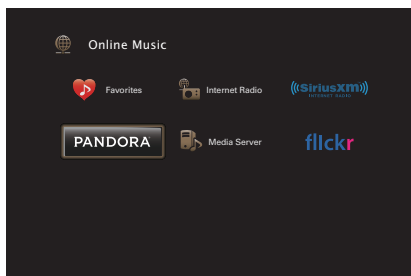 Online Music
Favorites
Internet Radio
((SiriusXM))
INTERNET RADIO
PANDORA
Media Server
flickr